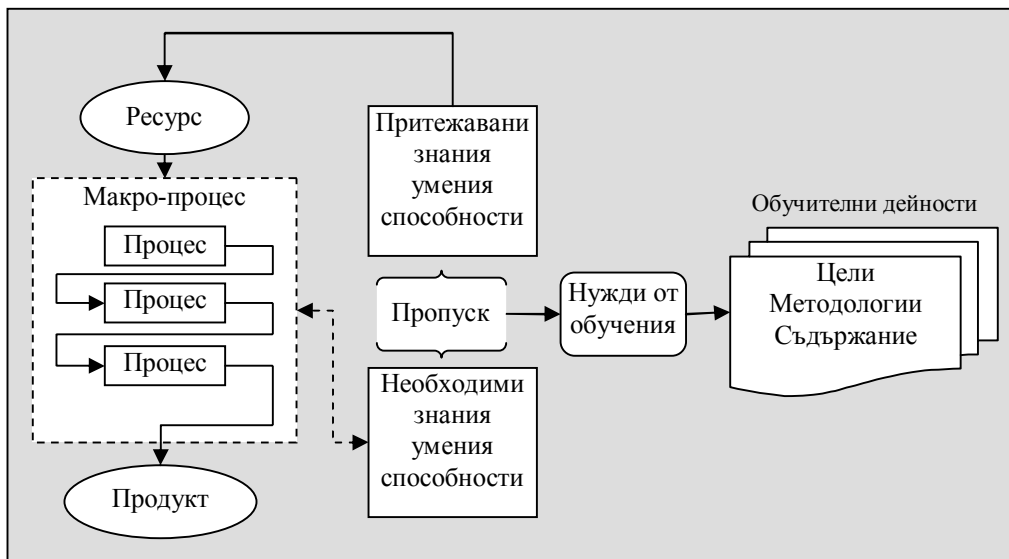 Ресурс
Макро-процес
Процес
Процес
Процес
Продукт
Притежавани
знания
умения
способности
Пропуск
Необходими
знания
умения
способности
Нужди от
обучения
Обучителни дейности
Цели
Методологии
Съдържание